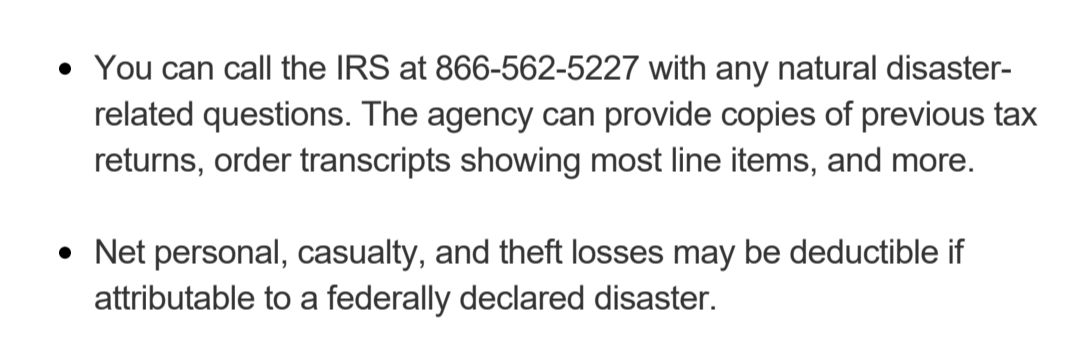 • You can call the IRS at 866-562-5227 with any natural disaster-
related questions. The agency can provide copies of previous tax
returns, order transcripts showing most line items, and more.
• Net personal, casualty, and theft losses may be deductible if
attributable to a federally declared disaster.